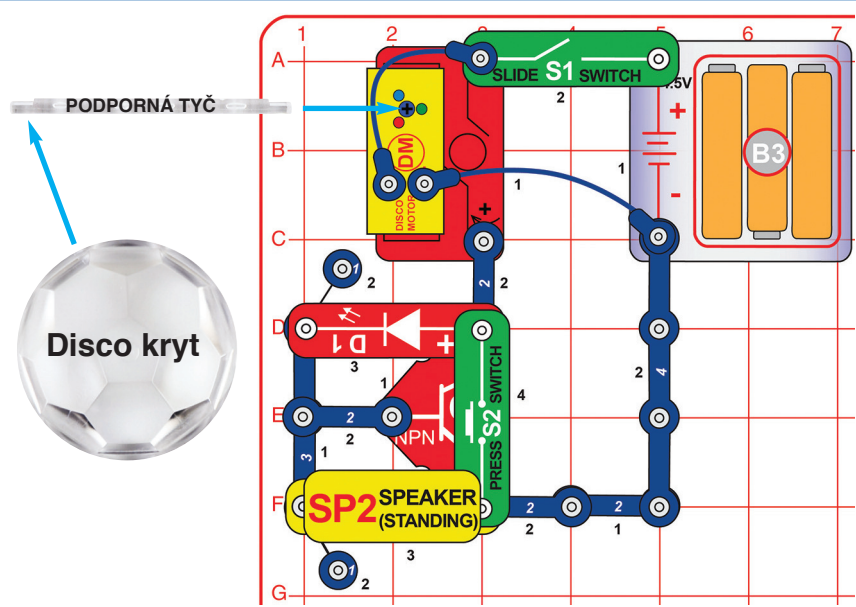 1 2 3 4 5 6 7
A
SLIDE S1 SWITCH
2
4.5V
+
PODPORNÁ TYČ
+
DM
B
B3
1
1
-
DISCO
MOTOR
+
C
1
2
2
2
Disco kryt
D
D1
+
3
1
PRESS S2 SWITCH
4
2
4
E
2
2
NPN
3
1
F
SP2 SPEAKER
(STANDING)
2
2
2
1
3
1
2
G